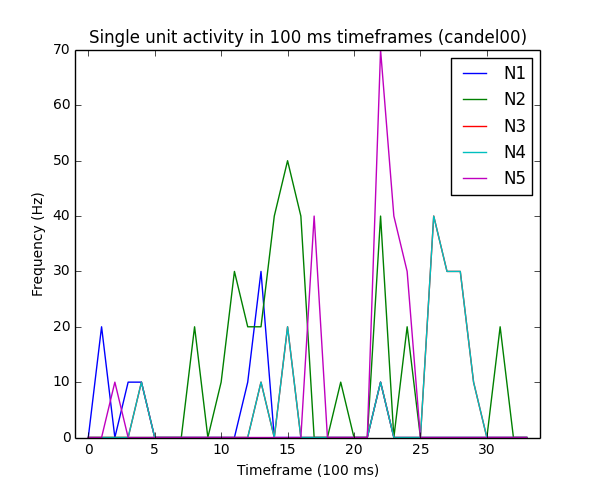 Single unit activity in 100 ms timeframes (candel00)
70
60
50
40
30
20
10
0
Frequency (Hz)
N1
N2
N3
N4
N5
0 5 10 15 20 25 30
Timeframe (100 ms)